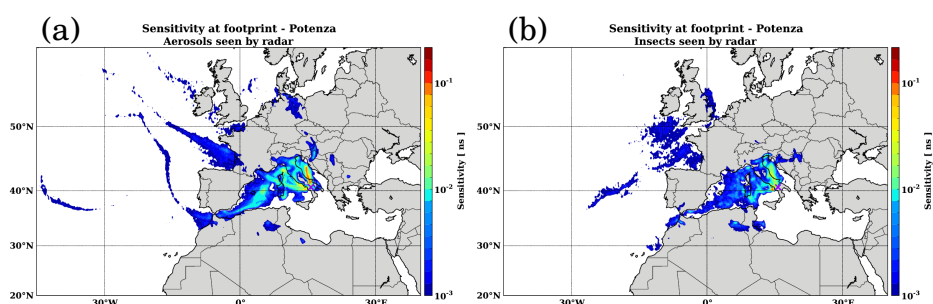 (a)
Sensitivity at footprint - Potenza
Aerosols seen by radar
50°N
40°N
30°N
20°N
30°W
0°
30°E
10⁻¹
10⁻²
10⁻³
Sensitivity [ ns ]
(b)
Sensitivity at footprint - Potenza
Insects seen by radar
50°N
40°N
30°N
20°N
30°W
0°
30°E
10⁻¹
10⁻²
10⁻³
Sensitivity [ ns ]